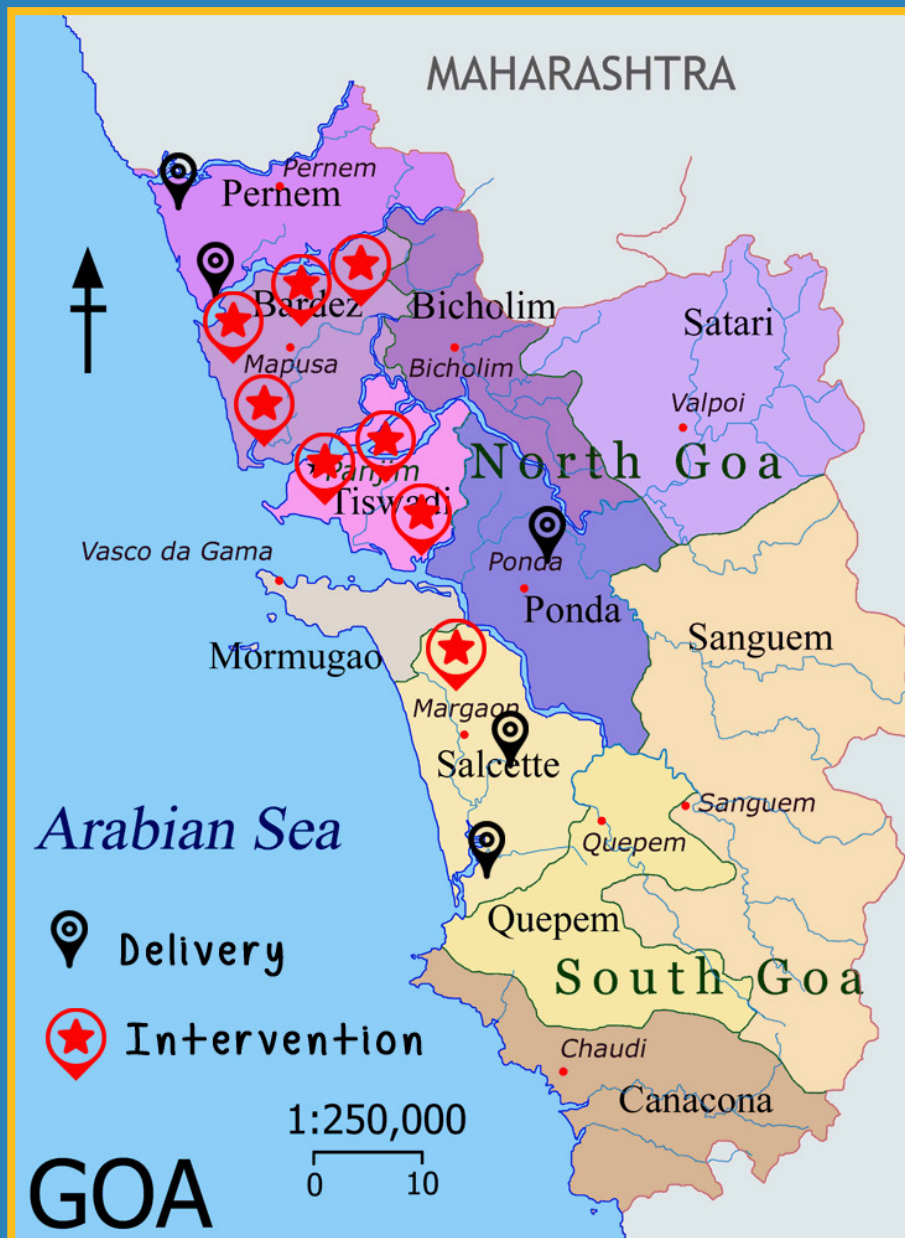 MAHARASHTRA
Pernem
Pernem
Bardez
Bicholim
Satari
Mapusa
Bicholim
Valpoi
North Goa
Panjim
Tiswadi
Vasco da Gama
Ponda
Ponda
Sanguem
Mormugao
Margaon
Salcette
Arabian Sea
Sanguem
Quepem
Quepem
Delivery
South Goa
Intervention
Chaudi
Canacona
1:250,000
0 10
GOA